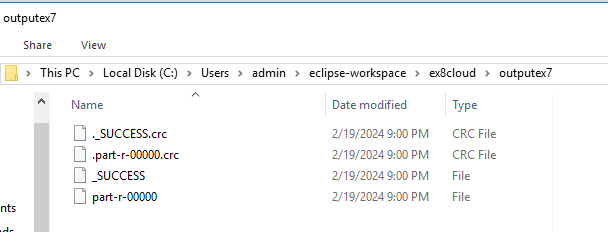 outputex7
Share View
This PC > Local Disk (C:) > Users > admin > eclipse-workspace > ex8cloud > outputex7
Name Date modified Type
._SUCCESS.crc 2/19/2024 9:00 PM CRC File
.part-r-00000.crc 2/19/2024 9:00 PM CRC File
_SUCCESS 2/19/2024 9:00 PM File
part-r-00000 2/19/2024 9:00 PM File
nts